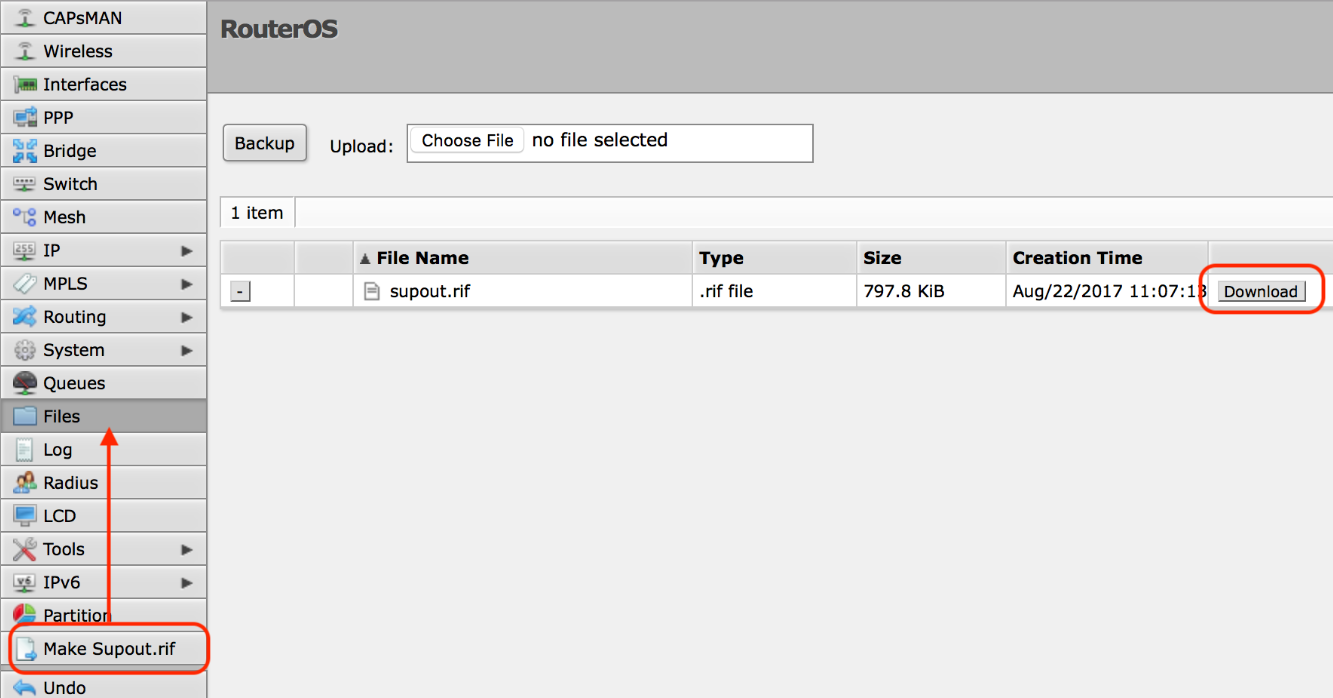 CAPsMAN
Wireless
Interfaces
PPP
Bridge
Switch
Mesh
IP
MPLS
Routing
System
Queues
Files
Log
Radius
LCD
Tools
IPv6
Partition
Make Supout.rif
Undo
RouterOS
Backup Upload: Choose File no file selected
1 item
▲ File Name Type Size Creation Time
- supout.rif .rif file 797.8 KiB Aug/22/2017 11:07:13 Download